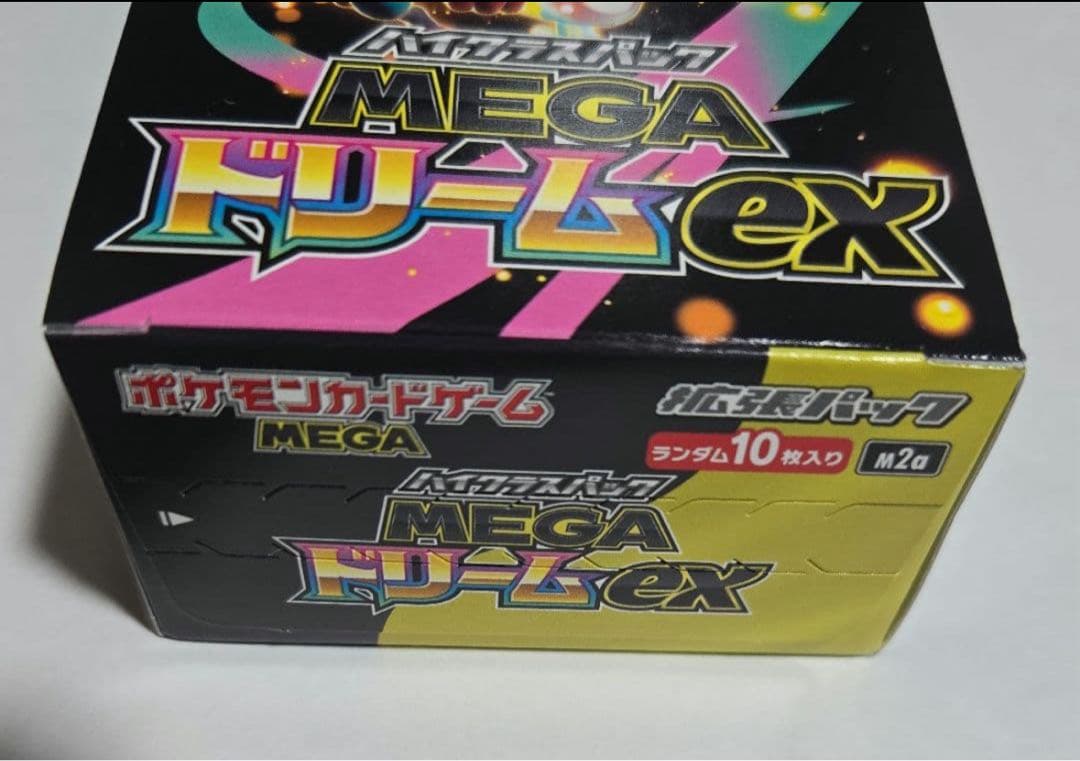 ハイクラスパック
MEGA
ドリームex
ポケモンカードゲーム
MEGA
拡張パック
ランダム10枚入り
M2a
ハイクラスパック
MEGA
ドリームex